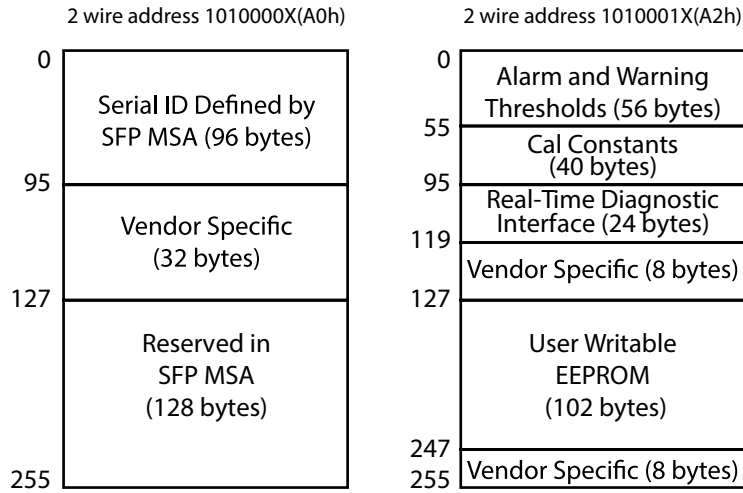 2 wire address 1010000X(A0h)
0
Serial ID Defined by
SFP MSA (96 bytes)
95
Vendor Specific
(32 bytes)
127
Reserved in
SFP MSA
(128 bytes)
255
2 wire address 1010001X(A2h)
0
Alarm and Warning
Thresholds (56 bytes)
55
Cal Constants
(40 bytes)
95
Real-Time Diagnostic
Interface (24 bytes)
119
Vendor Specific (8 bytes)
127
User Writable
EEPROM
(102 bytes)
247
Vendor Specific (8 bytes)
255